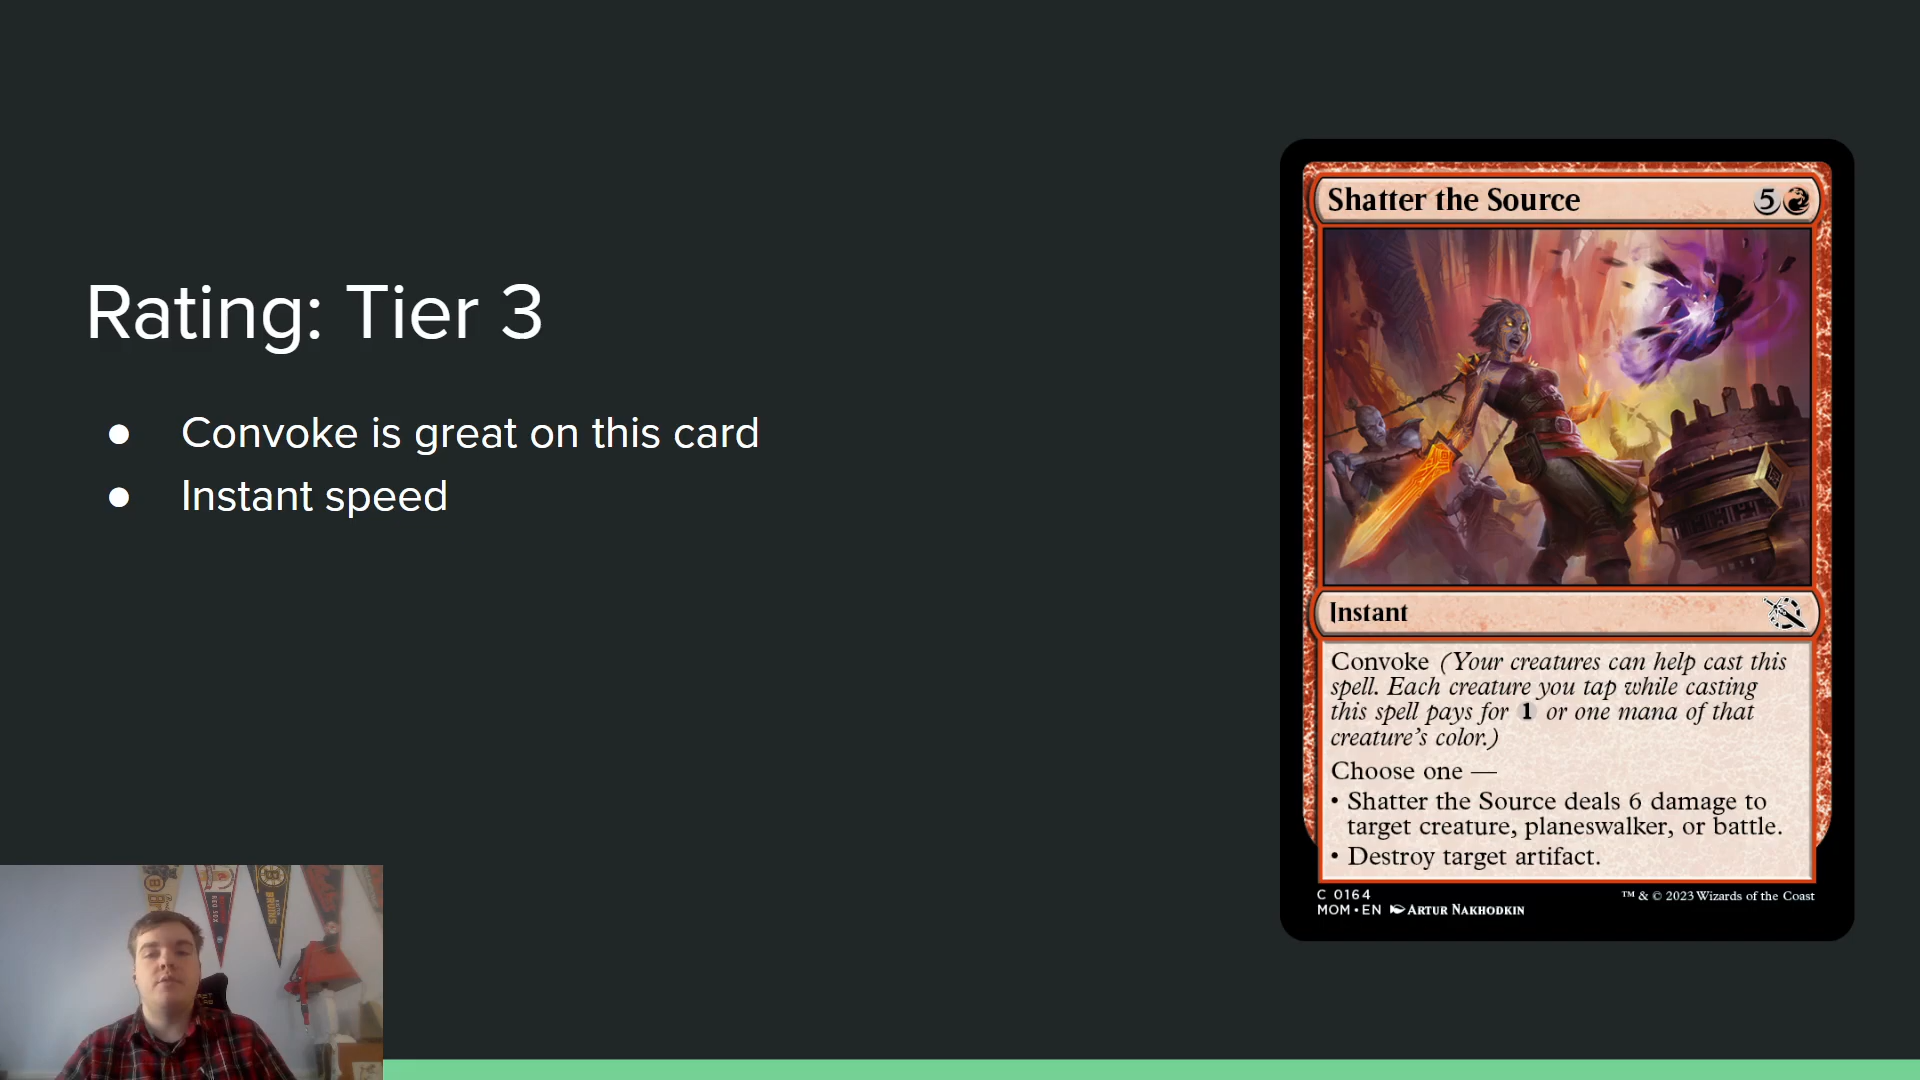 Rating: Tier 3
● Convoke is great on this card
● Instant speed
Shatter the Source 5
Instant
Convoke (Your creatures can help cast this
spell. Each creature you tap while casting
this spell pays for 1 or one mana of that
creature's color.)
Choose one —
• Shatter the Source deals 6 damage to
target creature, planeswalker, or battle.
• Destroy target artifact.
C 0164
MOM • EN ARTUR NAKHODKIN
™ & © 2023 Wizards of the Coast
BRUINS